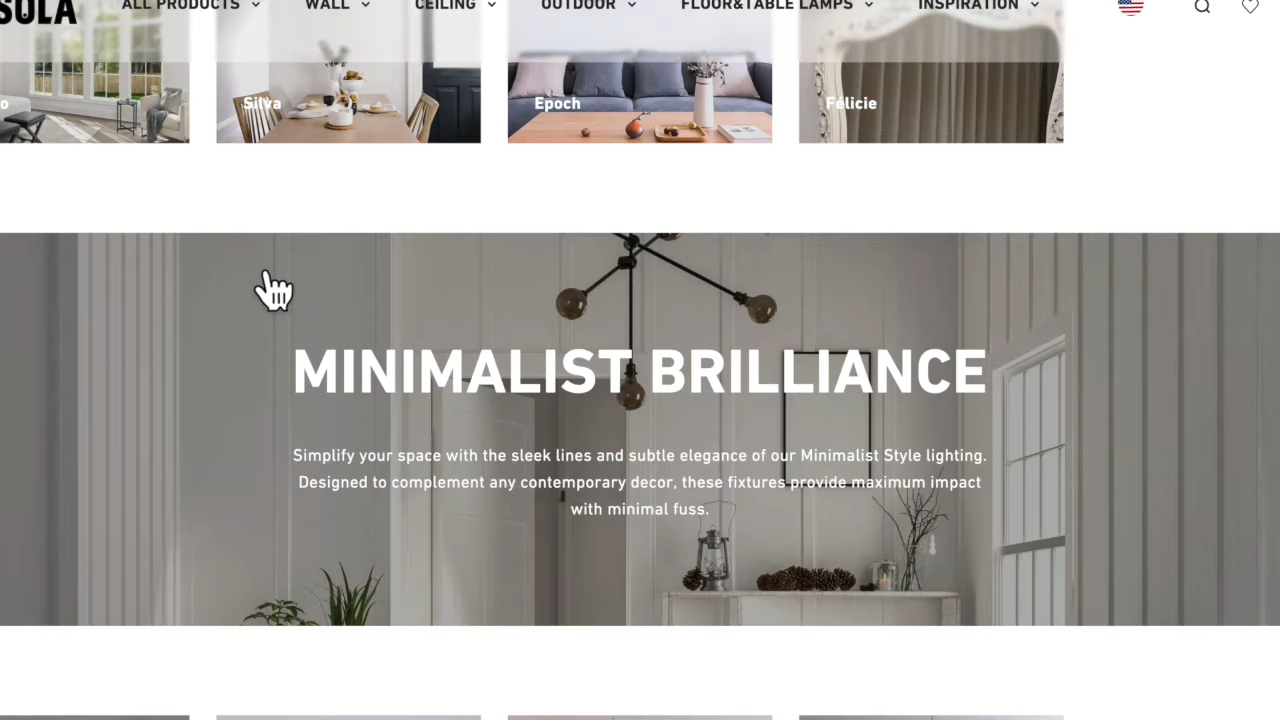 SOLA
ALL PRODUCTS WALL CEILING OUTDOOR FLOOR&TABLE LAMPS INSPIRATION
o Silva Epoch Félicie
MINIMALIST BRILLIANCE
Simplify your space with the sleek lines and subtle elegance of our Minimalist Style lighting.
Designed to complement any contemporary decor, these fixtures provide maximum impact
with minimal fuss.